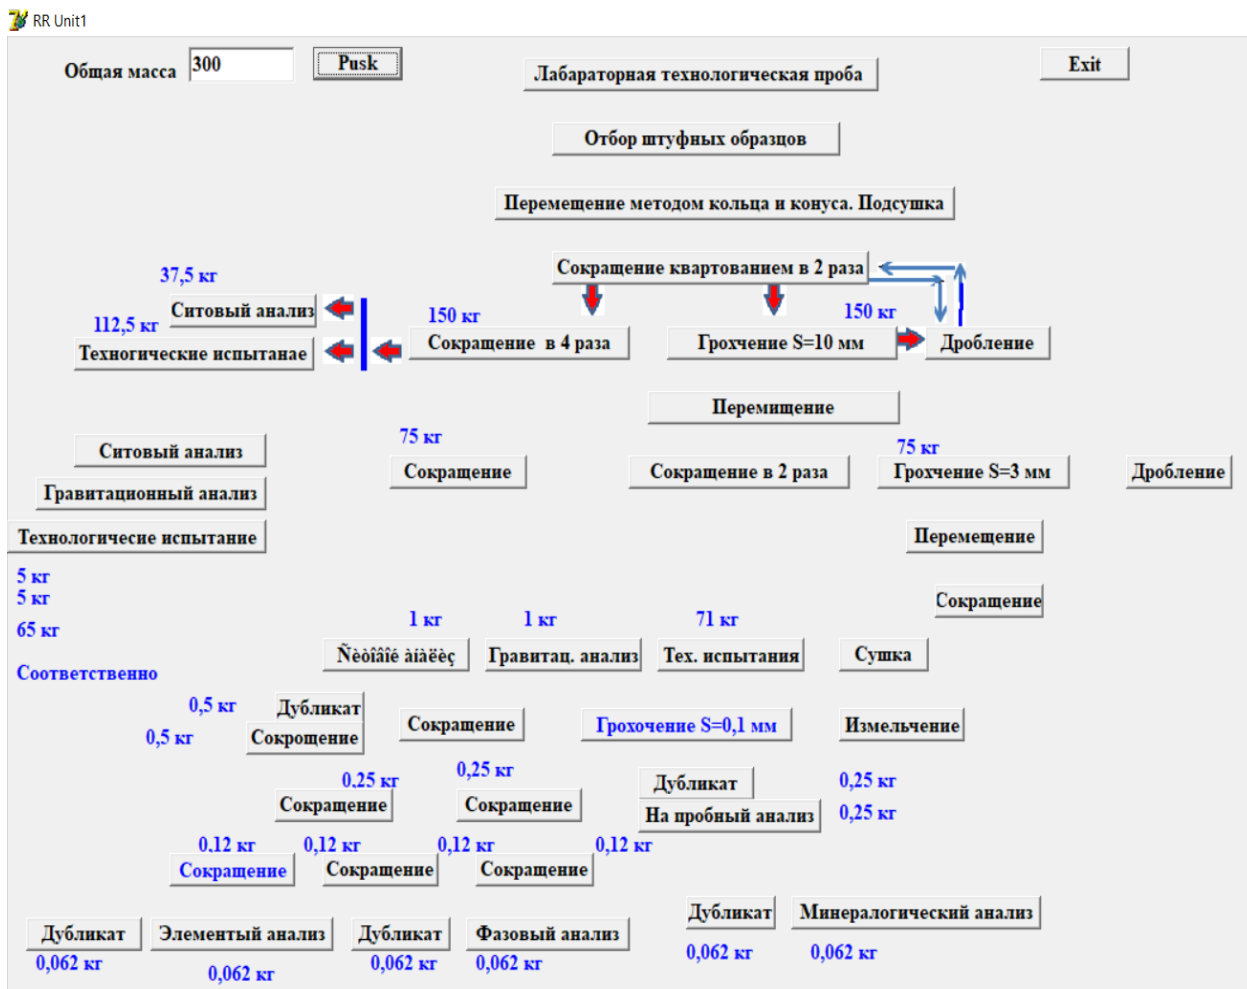 RR Unit1
Общая масса 300 Pusk
Лабараторная технологическая проба
Exit
Отбор штуфных образцов
Перемещение методом кольца и конуса. Подсушка
Сокращение квартованием в 2 раза
37,5 кг
Ситовый анализ
112,5 кг
Техногические испытанае
150 кг
Сокращение в 4 раза
150 кг
Грохчение S=10 мм
Дробление
Перемищение
Ситовый анализ
75 кг
Сокращение
Сокращение в 2 раза
75 кг
Грохчение S=3 мм
Дробление
Гравитационный анализ
Технологичесие испытание
Перемещение
5 кг
5 кг
65 кг
Сокращение
1 кг 1 кг 71 кг
Ñèòîâîé àíàëèç Гравитац. анализ Тех. испытания Сушка
Соответственно
0,5 кг Дубликат
0,5 кг Сокрощение
Сокращение
Грохочение S=0,1 мм
Измельчение
0,25 кг 0,25 кг
Сокращение Сокращение
Дубликат 0,25 кг
На пробный анализ 0,25 кг
0,12 кг 0,12 кг 0,12 кг 0,12 кг
Сокращение Сокращение Сокращение
Дубликат Элементый анализ Дубликат Фазовый анализ
Дубликат Минералогический анализ
0,062 кг 0,062 кг 0,062 кг 0,062 кг
0,062 кг 0,062 кг